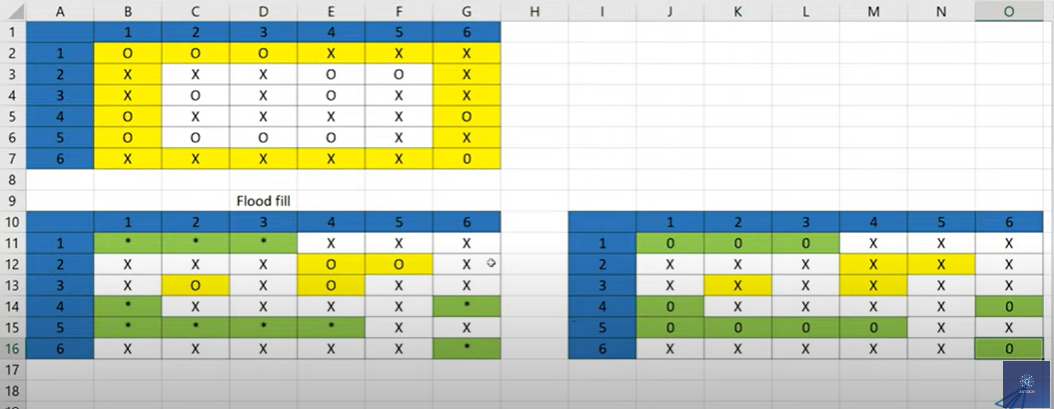 A B C D E F G H I J K L M N O
1 1 2 3 4 5 6
2 1 O O O X X X
3 2 X X X O O X
4 3 X O X O X X
5 4 O X X X X O
6 5 O O O O X X
7 6 X X X X X 0
8
9 Flood fill
10 1 2 3 4 5 6 1 2 3 4 5 6
11 1 * * * X X X 1 0 0 0 X X X
12 2 X X X O O X 2 X X X X X X
13 3 X O X O X X 3 X X X X X X
14 4 * X X X X * 4 0 X X X X 0
15 5 * * * * X X 5 0 0 0 0 X X
16 6 X X X X X * 6 X X X X X 0
17
18